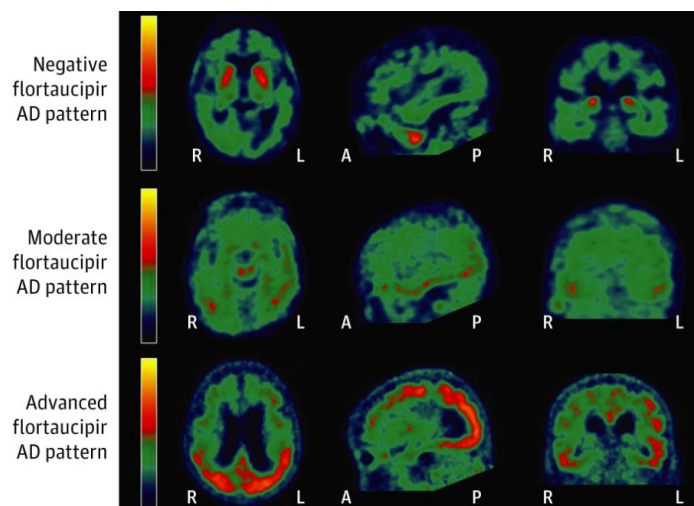 Negative
flortaucipir
AD pattern
R L A P R L
Moderate
flortaucipir
AD pattern
R L A P R L
Advanced
flortaucipir
AD pattern
R L A P R L